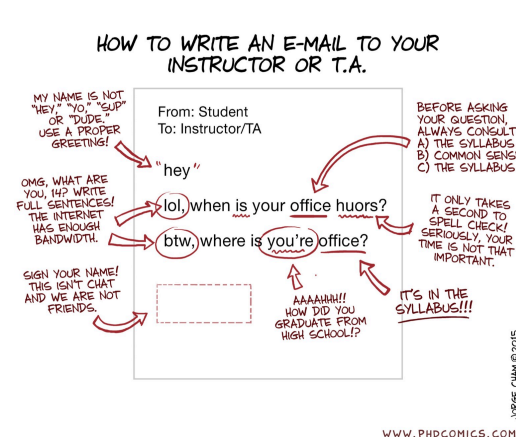 HOW TO WRITE AN E-MAIL TO YOUR
INSTRUCTOR OR T.A.
MY NAME IS NOT
"HEY," "YO," "SUP"
OR "DUDE."
USE A PROPER
GREETING!
From: Student
To: Instructor/TA
BEFORE ASKING
YOUR QUESTION,
ALWAYS CONSULT
A) THE SYLLABUS
B) COMMON SENS
C) THE SYLLABUS
"hey"
OMG, WHAT ARE
YOU, 14? WRITE
FULL SENTENCES!
THE INTERNET
HAS ENOUGH
BANDWIDTH.
lol, when is your office huors?
btw, where is you're office?
IT ONLY TAKES
A SECOND TO
SPELL CHECK!
SERIOUSLY, YOUR
TIME IS NOT THAT
IMPORTANT.
SIGN YOUR NAME!
THIS ISN'T CHAT
AND WE ARE NOT
FRIENDS.
AAAAHHH!!
HOW DID YOU
GRADUATE FROM
HIGH SCHOOL!?
IT'S IN THE
SYLLABUS!!!
JORGE CHAM © 2015
WWW.PHDCOMICS.COM